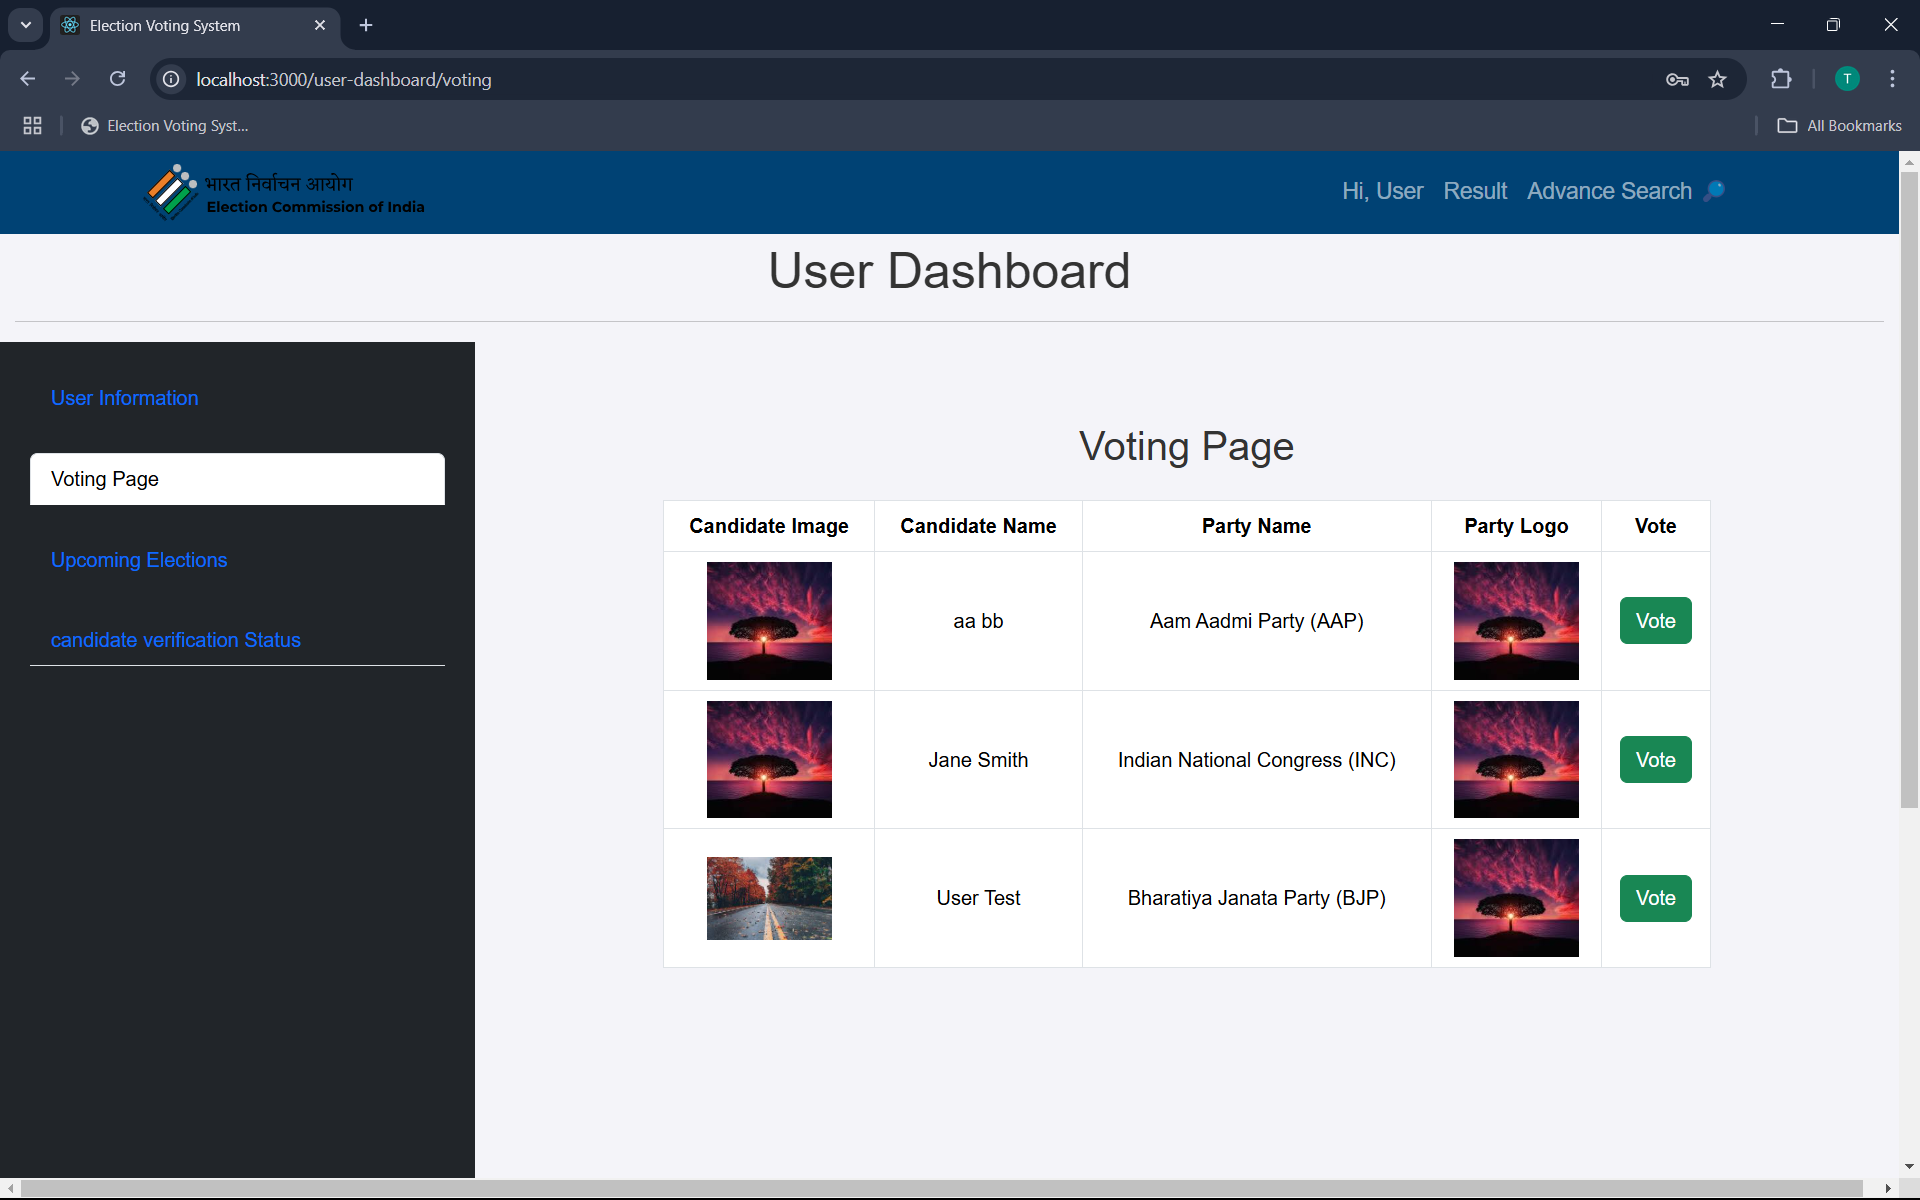 Election Voting System
localhost:3000/user-dashboard/voting
T
Election Voting Syst...
All Bookmarks
भारत निर्वाचन आयोग
Election Commission of India
Hi, User Result Advance Search 🔎
User Dashboard
User Information
Voting Page
Upcoming Elections
candidate verification Status
Voting Page
Candidate Image Candidate Name Party Name Party Logo Vote
aa bb Aam Aadmi Party (AAP) Vote
Jane Smith Indian National Congress (INC) Vote
User Test Bharatiya Janata Party (BJP) Vote